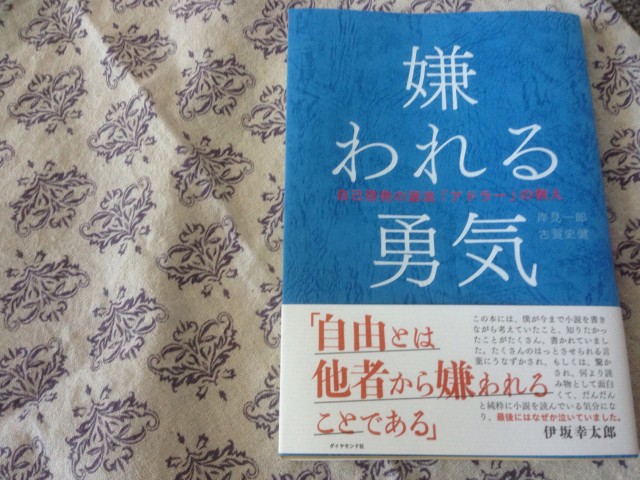 嫌
われる
勇気
自己啓発の源流「アドラー」の教え
岸見一郎
古賀史健
「自由とは
他者から嫌われる
ことである」
この本には、僕が今まで小説を書き
ながら考えていたこと、知りたかっ
たことがたくさん、書かれていまし
た。たくさんのはっとさせられる言
葉にうなずかされ、もしくは、驚か
され、何より読
み物として面白
くて、だんだん
と純粋に小説を読んでいる気分にな
り、最後にはなぜか泣いていました。
伊坂幸太郎
ダイヤモンド社